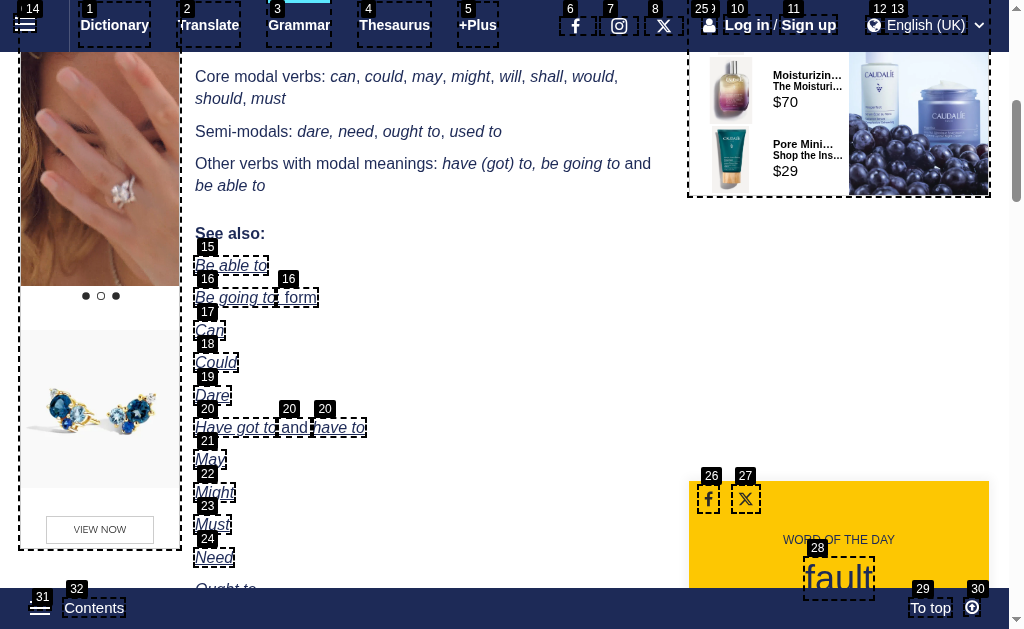 Dictionary Translate Grammar Thesaurus +Plus Log in / Sign up English (UK)
Core modal verbs: can, could, may, might, will, shall, would,
should, must
Semi-modals: dare, need, ought to, used to
Other verbs with modal meanings: have (got) to, be going to and
be able to
See also:
Be able to
Be going to form
Can
Could
Dare
Have got to and have to
May
Might
Must
Need
Ought to
VIEW NOW
Moisturizin...
The Moisturi...
$70
Pore Mini...
Shop the Ins...
$29
CAUDALIE
CAUDALIE
WORD OF THE DAY
fault
Contents
To top
14
1
2
3
4
5
6
7
8
25
9
10
11
12
13
15
16
16
17
18
19
20
20
20
21
22
23
24
26
27
28
29
30
31
32